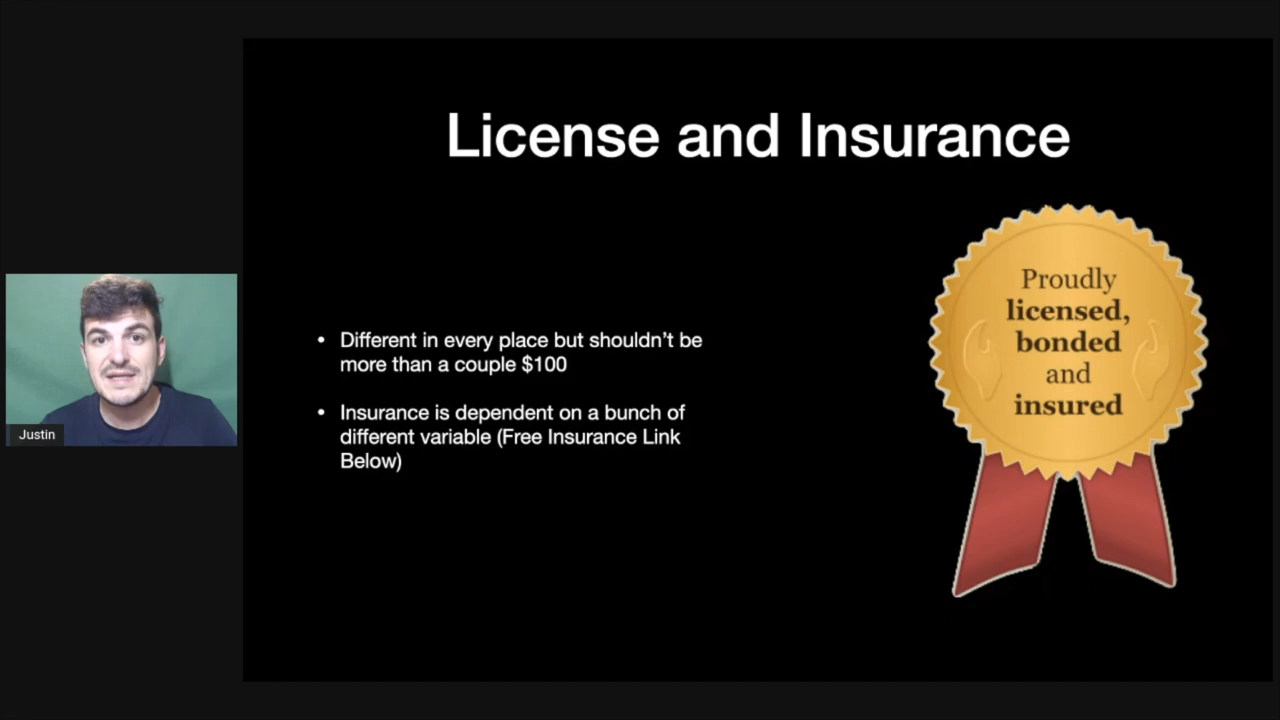 License and Insurance
• Different in every place but shouldn’t be
more than a couple $100
• Insurance is dependent on a bunch of
different variable (Free Insurance Link
Below)
Proudly
licensed,
bonded
and
insured
Justin